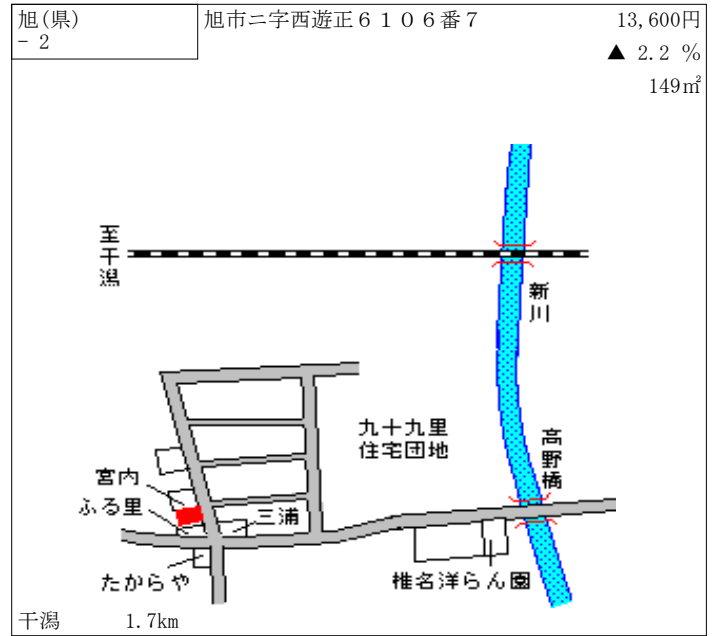 旭(県)
- 2
旭市ニ字西遊正６１０６番７
13,600円
▲ 2.2 %
149㎡
至干潟
新川
九十九里
住宅団地
高野橋
宮内
ふる里
三浦
たからや
椎名洋らん園
干潟 1.7km